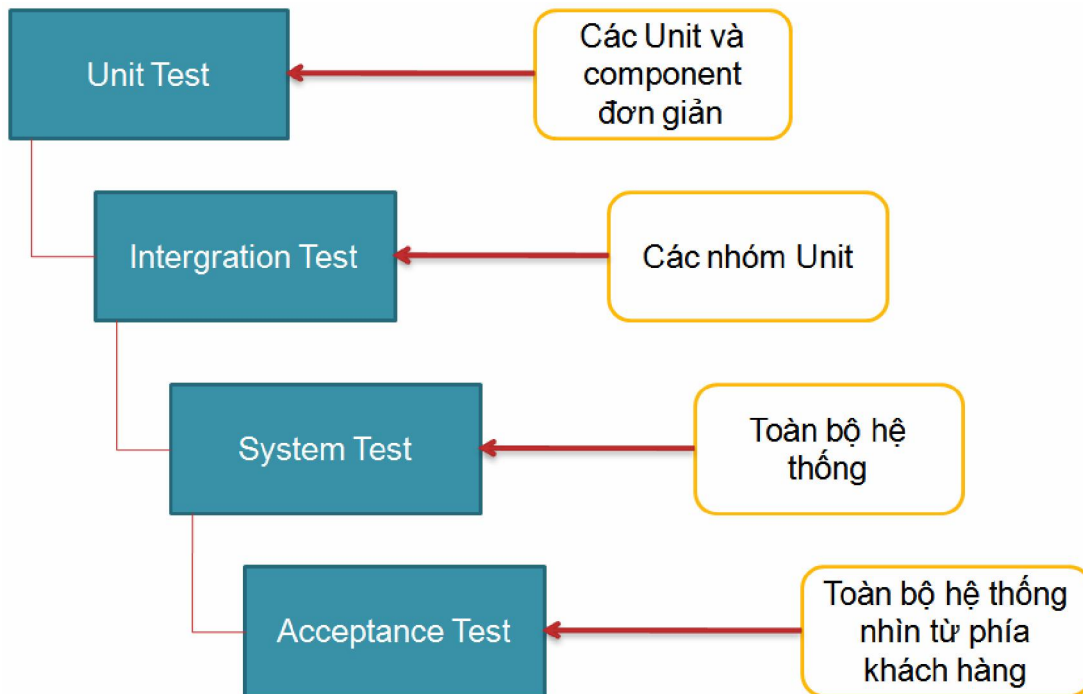 Unit Test
Các Unit và
component
đơn giản
Intergration Test
Các nhóm Unit
System Test
Toàn bộ hệ
thống
Acceptance Test
Toàn bộ hệ thống
nhìn từ phía
khách hàng